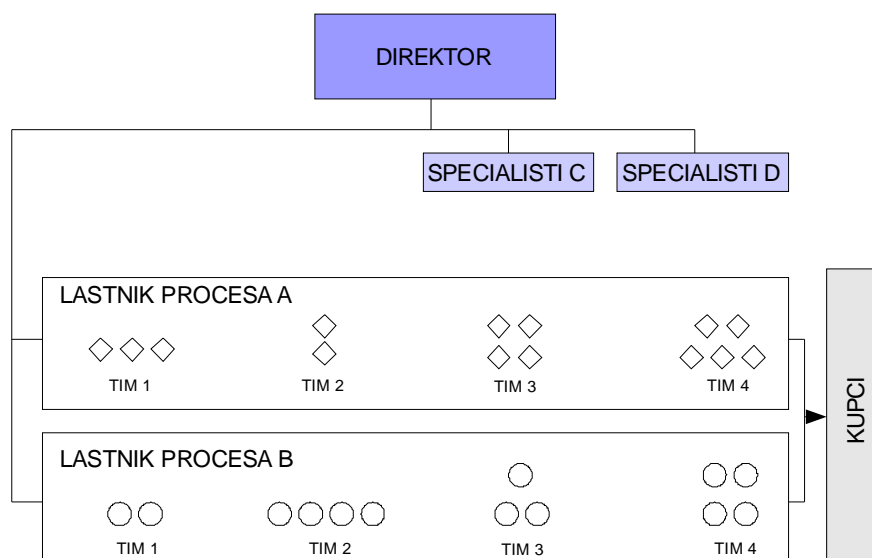 DIREKTOR
SPECIALISTI C
SPECIALISTI D
LASTNIK PROCESA A
TIM 1
TIM 2
TIM 3
TIM 4
LASTNIK PROCESA B
TIM 1
TIM 2
TIM 3
TIM 4
KUPCI